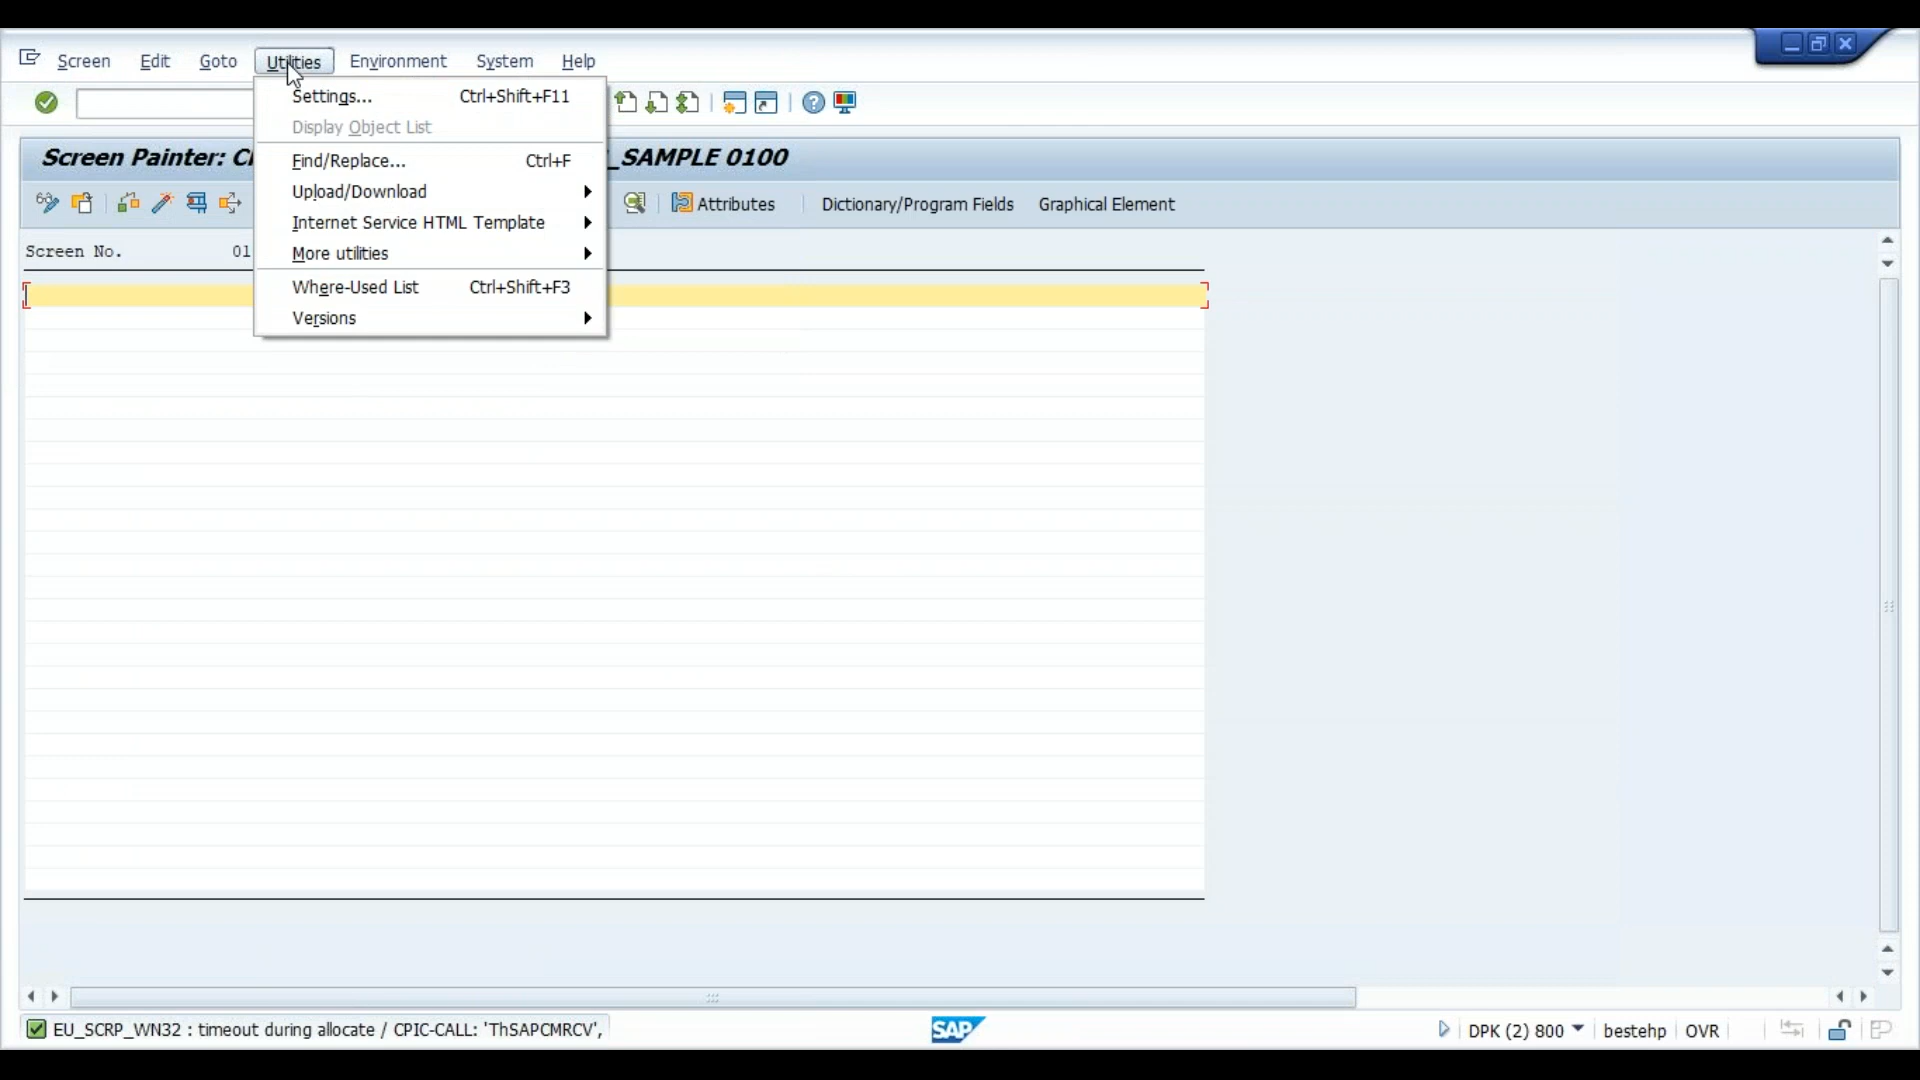 Screen Edit Goto Utilities Environment System Help
Settings... Ctrl+Shift+F11
Display Object List
Screen Painter: C
_SAMPLE 0100
Find/Replace... Ctrl+F
Upload/Download
Attributes Dictionary/Program Fields Graphical Element
Internet Service HTML Template
Screen No. 01
More utilities
Where-Used List Ctrl+Shift+F3
Versions
EU_SCRP_WN32 : timeout during allocate / CPIC-CALL: 'ThSAPCMRCV',
SAP
DPK (2) 800 bestehp OVR